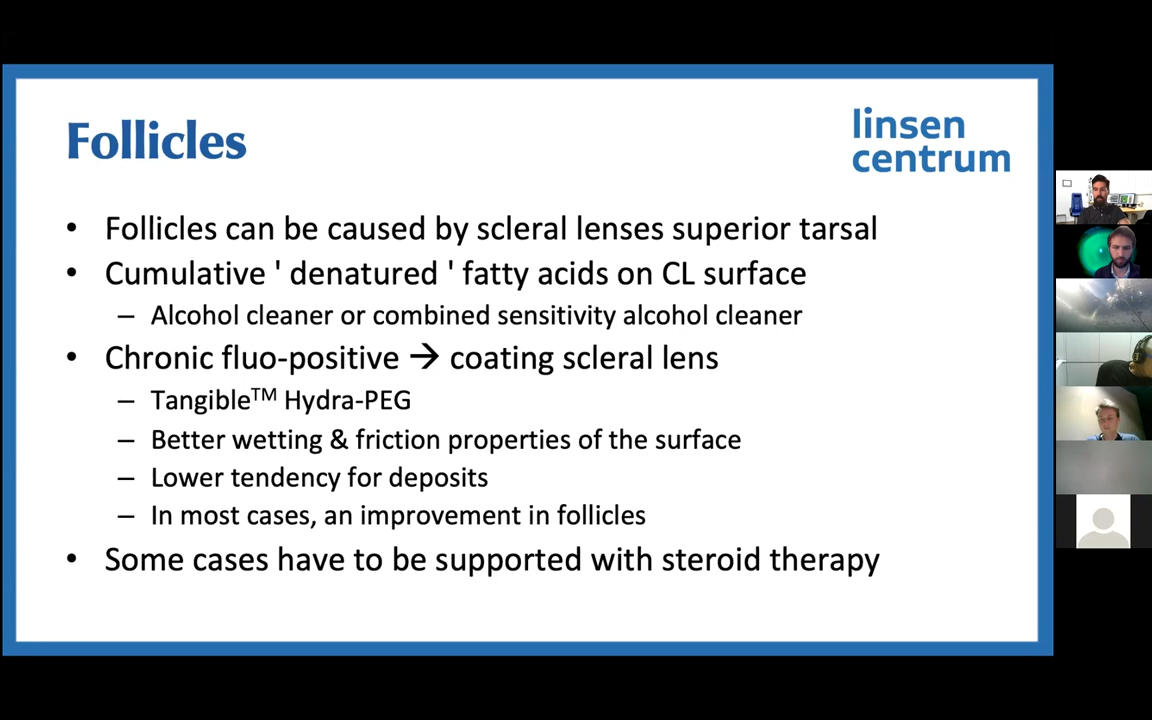 Follicles
linsen
centrum
• Follicles can be caused by scleral lenses superior tarsal
• Cumulative ' denatured ' fatty acids on CL surface
– Alcohol cleaner or combined sensitivity alcohol cleaner
• Chronic fluo-positive → coating scleral lens
– Tangible™ Hydra-PEG
– Better wetting & friction properties of the surface
– Lower tendency for deposits
– In most cases, an improvement in follicles
• Some cases have to be supported with steroid therapy